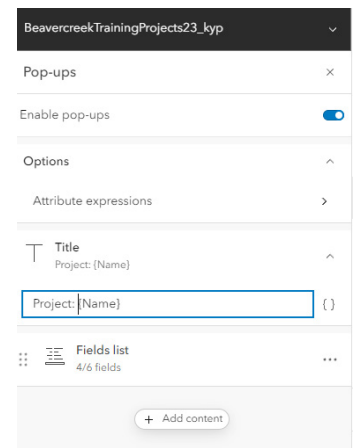 BeavercreekTrainingProjects23_kyp
Pop-ups
Enable pop-ups
Options
Attribute expressions
Title
Project: {Name}
Project: {Name}
{ }
Fields list
4/6 fields
+ Add content